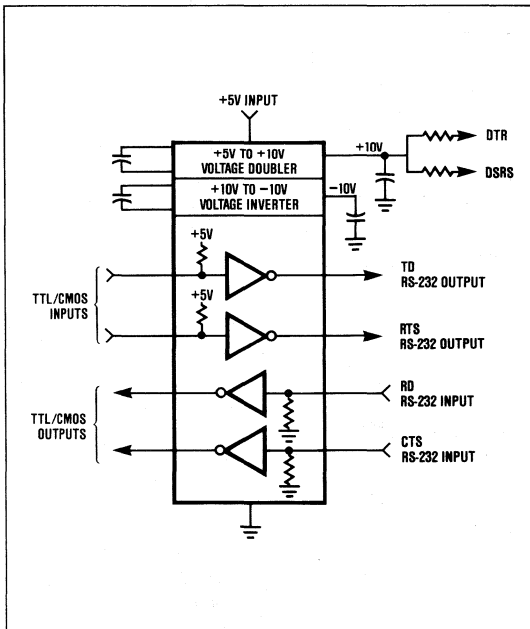 +5V INPUT
+5V TO +10V
VOLTAGE DOUBLER
+10V
DTR
DSRS
+10V TO −10V
VOLTAGE INVERTER
−10V
+5V
TTL/CMOS
INPUTS
TD
RS-232 OUTPUT
+5V
RTS
RS-232 OUTPUT
TTL/CMOS
OUTPUTS
RD
RS-232 INPUT
CTS
RS-232 INPUT